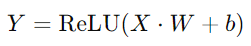 Y = ReLU(X · W + b)